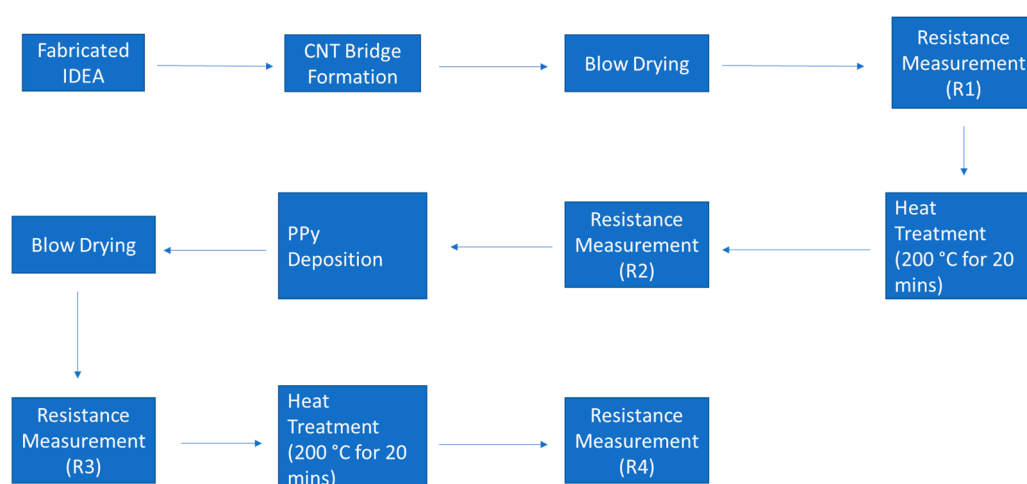 Fabricated
IDEA
CNT Bridge
Formation
Blow Drying
Resistance
Measurement
(R1)
Heat
Treatment
(200 °C for 20
mins)
Resistance
Measurement
(R2)
PPy
Deposition
Blow Drying
Resistance
Measurement
(R3)
Heat
Treatment
(200 °C for 20
mins)
Resistance
Measurement
(R4)